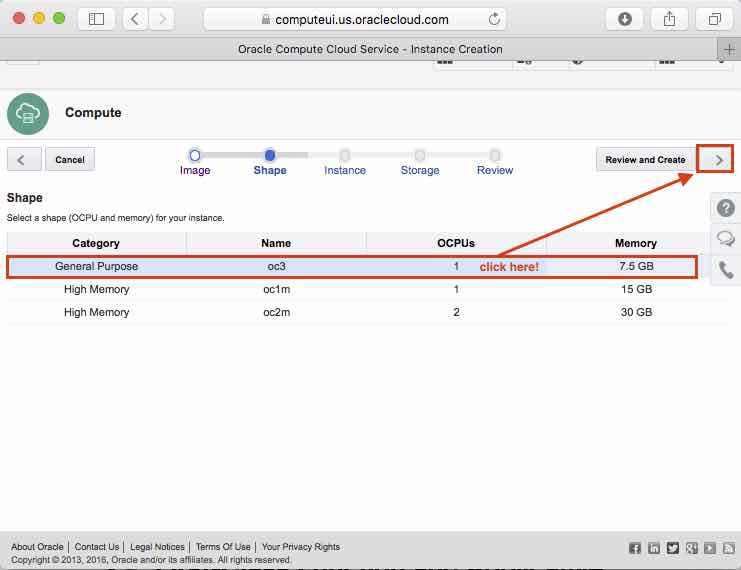 computeui.us.oraclecloud.com
Oracle Compute Cloud Service - Instance Creation
Compute
Cancel
Image Shape Instance Storage Review
Review and Create
Shape
Select a shape (OCPU and memory) for your instance.
Category Name OCPUs Memory
General Purpose oc3 1 click here! 7.5 GB
High Memory oc1m 1 15 GB
High Memory oc2m 2 30 GB
About Oracle | Contact Us | Legal Notices | Terms Of Use | Your Privacy Rights
Copyright © 2013, 2016, Oracle and/or its affiliates. All rights reserved.